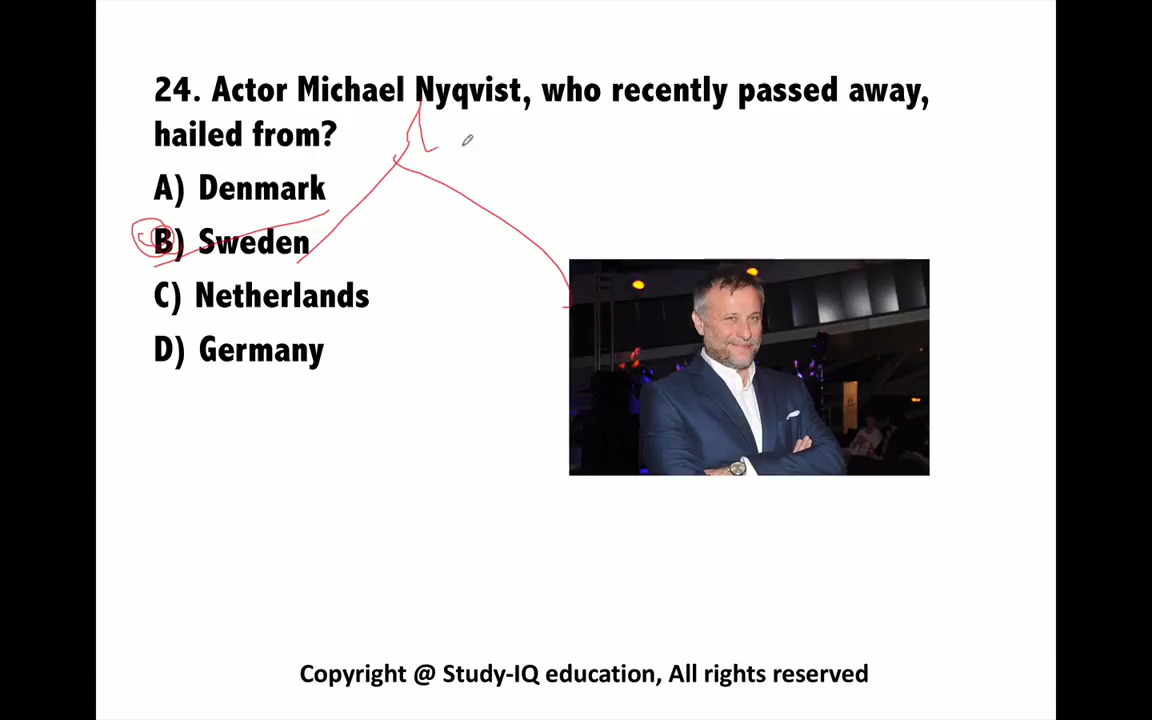 24. Actor Michael Nyqvist, who recently passed away,
hailed from?
A) Denmark
B) Sweden
C) Netherlands
D) Germany
Copyright @ Study-IQ education, All rights reserved